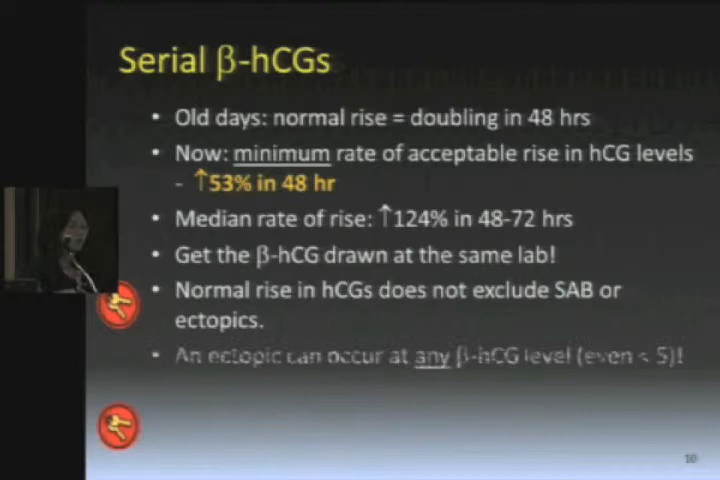 Serial β-hCGs
• Old days: normal rise = doubling in 48 hrs
• Now: minimum rate of acceptable rise in hCG levels
- ↑53% in 48 hr
• Median rate of rise: ↑124% in 48-72 hrs
• Get the β-hCG drawn at the same lab!
• Normal rise in hCGs does not exclude SAB or
ectopics.
• An ectopic can occur at any β-hCG level (even < 5)!
10